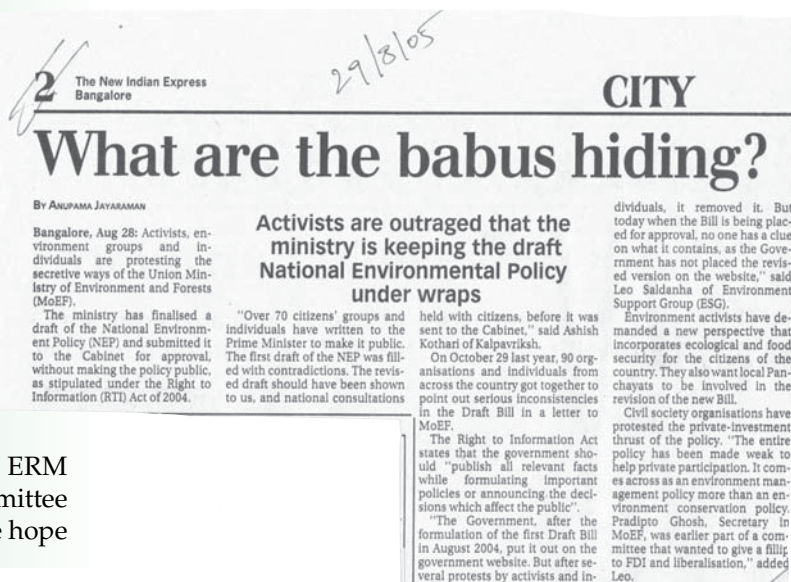 29/8/05
2
The New Indian Express
Bangalore
CITY
What are the babus hiding?
BY ANUPAMA JAYARAMAN
Activists are outraged that the
ministry is keeping the draft
National Environmental Policy
under wraps
Bangalore, Aug 28: Activists, en-
vironment groups and in-
dividuals are protesting the
secretive ways of the Union Min-
istry of Environment and Forests
(MoEF).
The ministry has finalised a
draft of the National Environm-
ent Policy (NEP) and submitted it
to the Cabinet for approval,
without making the policy public,
as stipulated under the Right to
Information (RTI) Act of 2004.
"Over 70 citizens' groups and
individuals have written to the
Prime Minister to make it public.
The first draft of the NEP was fill-
ed with contradictions. The revis-
ed draft should have been shown
to us, and national consultations
held with citizens, before it was
sent to the Cabinet," said Ashish
Kothari of Kalpavriksh.
On October 29 last year, 90 org-
anisations and individuals from
across the country got together to
point out serious inconsistencies
in the Draft Bill in a letter to
MoEF.
The Right to Information Act
states that the government sho-
uld "publish all relevant facts
while formulating important
policies or announcing the deci-
sions which affect the public".
"The Government, after the
formulation of the first Draft Bill
in August 2004, put it out on the
government website. But after se-
veral protests by activists and in-
dividuals, it removed it. But
today when the Bill is being plac-
ed for approval, no one has a clue
on what it contains, as the Gove-
rnment has not placed the revis-
ed version on the website," said
Leo Saldanha of Environment
Support Group (ESG).
Environment activists have de-
manded a new perspective that
incorporates ecological and food
security for the citizens of the
country. They also want local Pan-
chayats to be involved in the
revision of the new Bill.
Civil society organisations have
protested the private-investment
thrust of the policy. "The entire
policy has been made weak to
help private participation. It com-
es across as an environment man-
agement policy more than an en-
vironment conservation policy.
Pradipto Ghosh, Secretary in
MoEF, was earlier part of a com-
mittee that wanted to give a fillip
to FDI and liberalisation," added
Leo.
ERM
mittee
hope